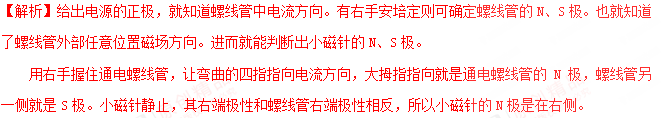 【解析】给出电源的正极，就知道螺线管中电流方向。有右手安培定则可确定螺线管的 N、S 极。也就知道
了螺线管外部任意位置磁场方向。进而就能判断出小磁针的 N、S 极。
用右手握住通电螺线管，让弯曲的四指指向电流方向，大拇指指向就是通电螺线管的 N 极，螺线管另
一侧就是 S 极。小磁针静止，其右端极性和螺线管右端极性相反，所以小磁针的 N 极是在右侧。